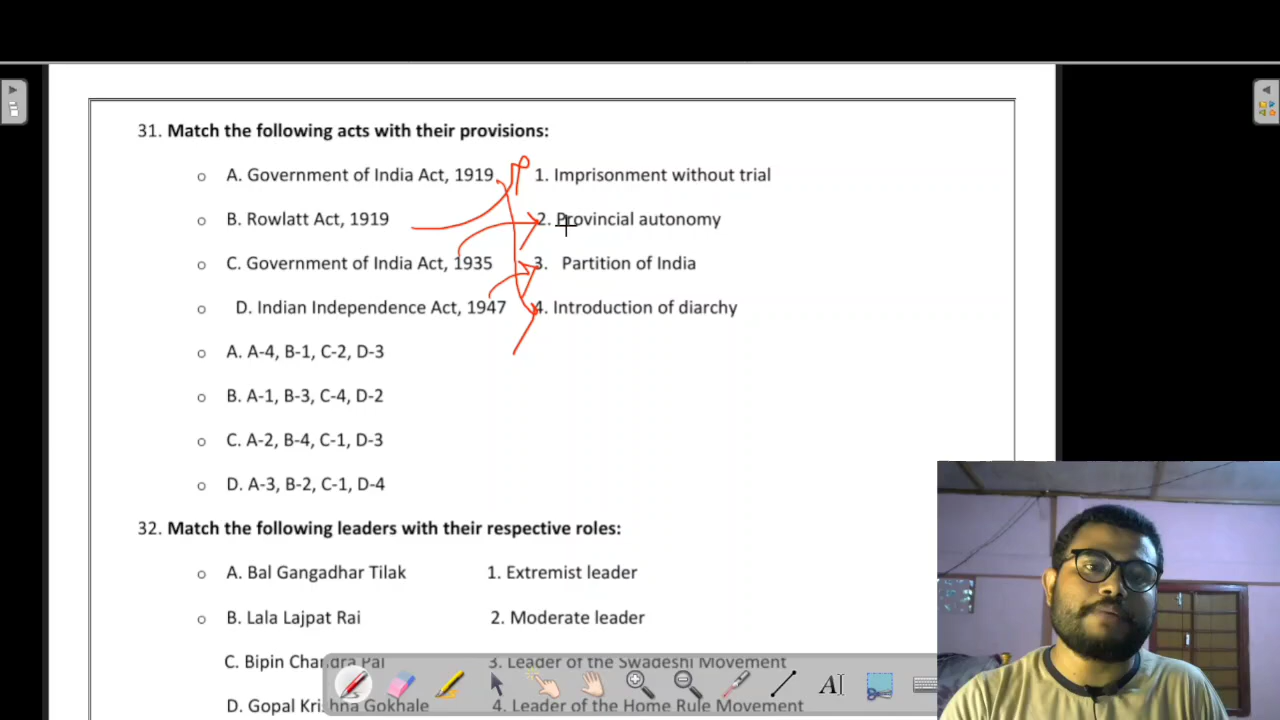 31. Match the following acts with their provisions:
o A. Government of India Act, 1919 1. Imprisonment without trial
o B. Rowlatt Act, 1919 2. Provincial autonomy
o C. Government of India Act, 1935 3. Partition of India
o D. Indian Independence Act, 1947 4. Introduction of diarchy
o A. A-4, B-1, C-2, D-3
o B. A-1, B-3, C-4, D-2
o C. A-2, B-4, C-1, D-3
o D. A-3, B-2, C-1, D-4
32. Match the following leaders with their respective roles:
o A. Bal Gangadhar Tilak 1. Extremist leader
o B. Lala Lajpat Rai 2. Moderate leader
C. Bipin Chandra Pal 3. Leader of the Swadeshi Movement
D. Gopal Krishna Gokhale 4. Leader of the Home Rule Movement
AI